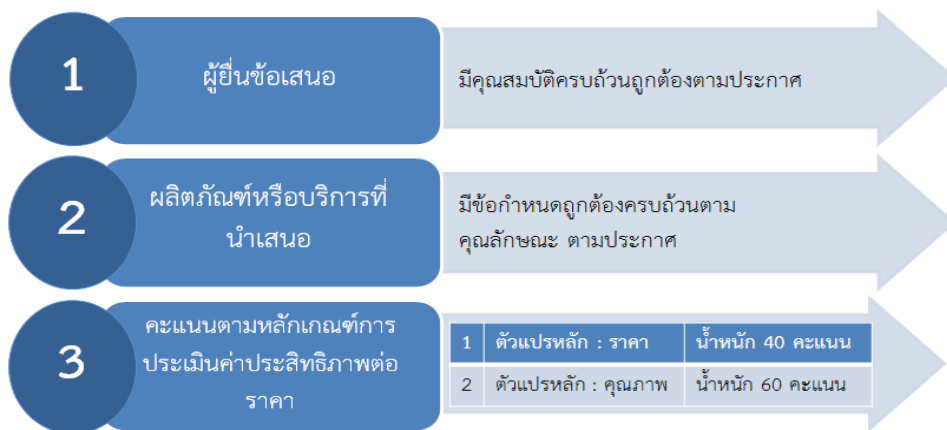 1
ผู้ยื่นข้อเสนอ
มีคุณสมบัติครบถ้วนถูกต้องตามประกาศ
2
ผลิตภัณฑ์หรือบริการที่
นำเสนอ
มีข้อกำหนดถูกต้องครบถ้วนตาม
คุณลักษณะ ตามประกาศ
3
คะแนนตามหลักเกณฑ์การ
ประเมินค่าประสิทธิภาพต่อ
ราคา
1 ตัวแปรหลัก : ราคา น้ำหนัก 40 คะแนน
2 ตัวแปรหลัก : คุณภาพ น้ำหนัก 60 คะแนน